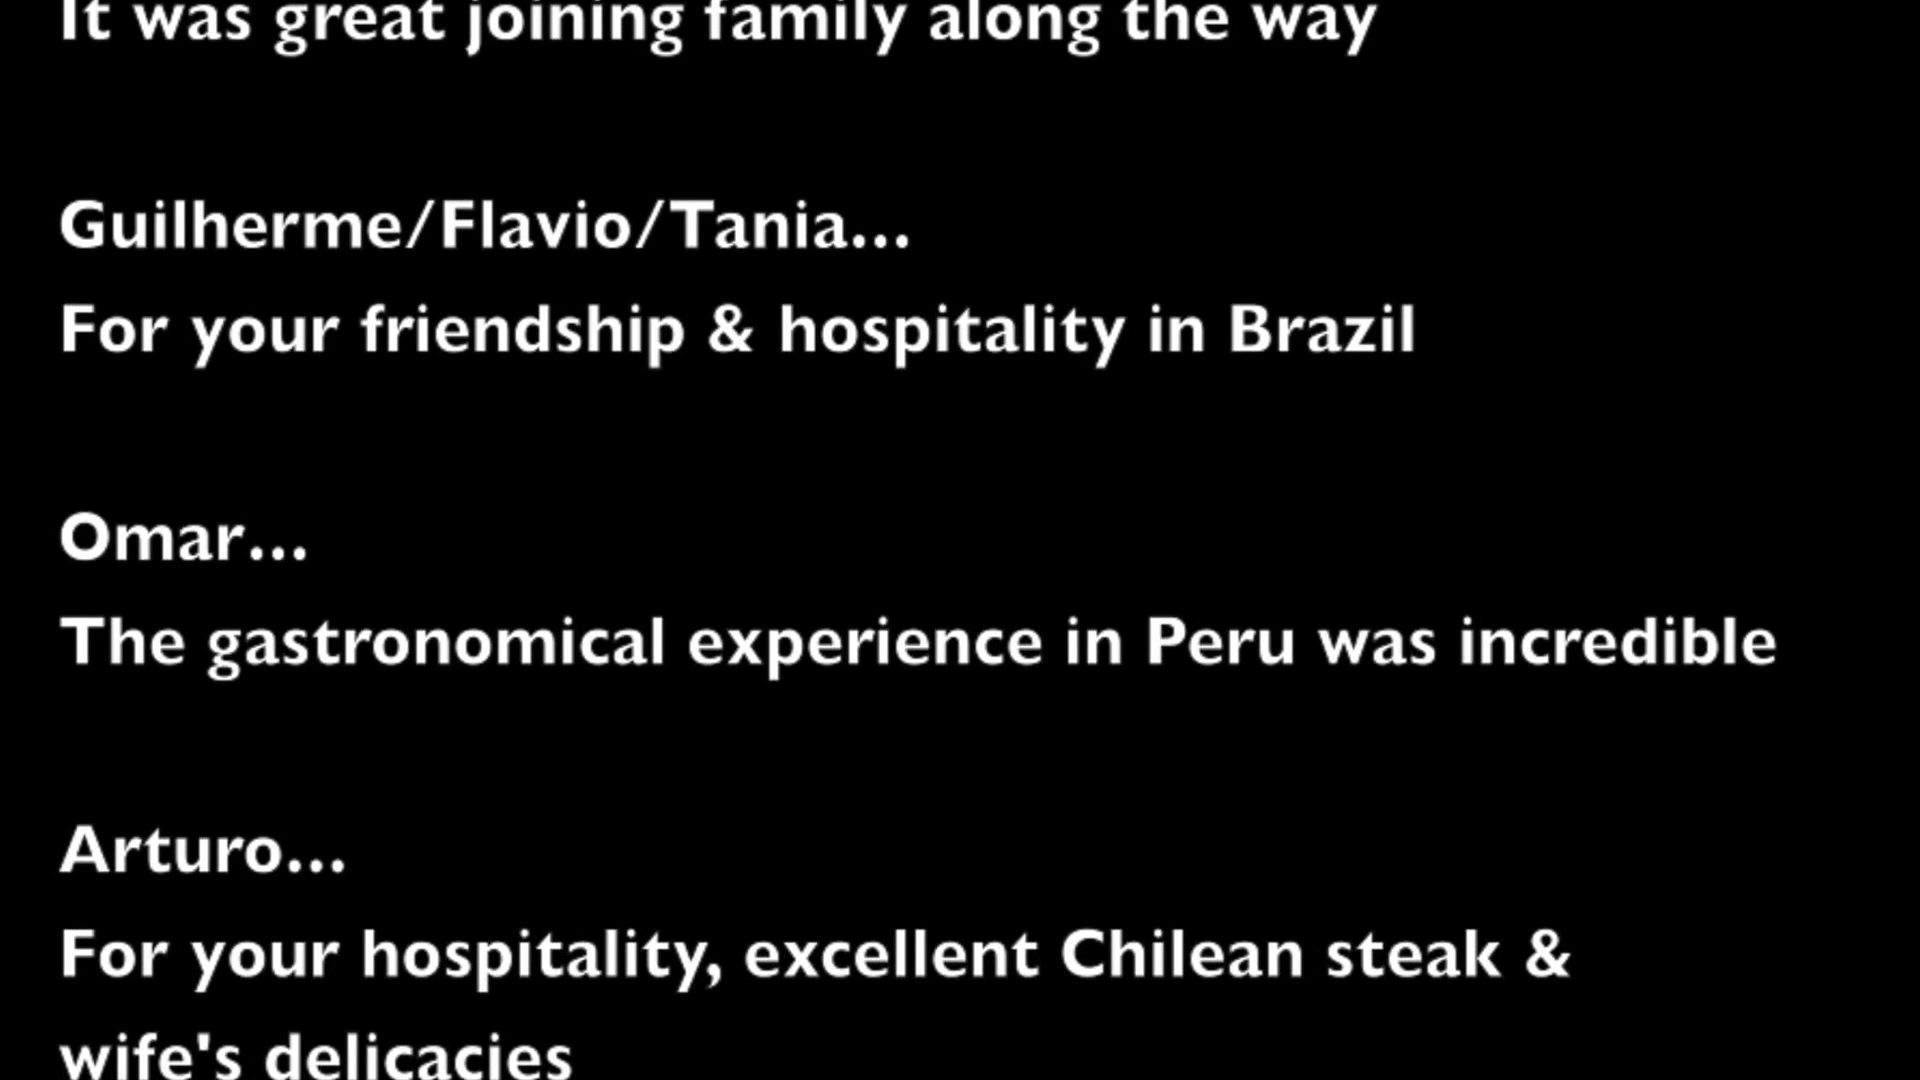 It was great joining family along the way
Guilherme/Flavio/Tania...
For your friendship & hospitality in Brazil
Omar...
The gastronomical experience in Peru was incredible
Arturo...
For your hospitality, excellent Chilean steak &
wife's delicacies